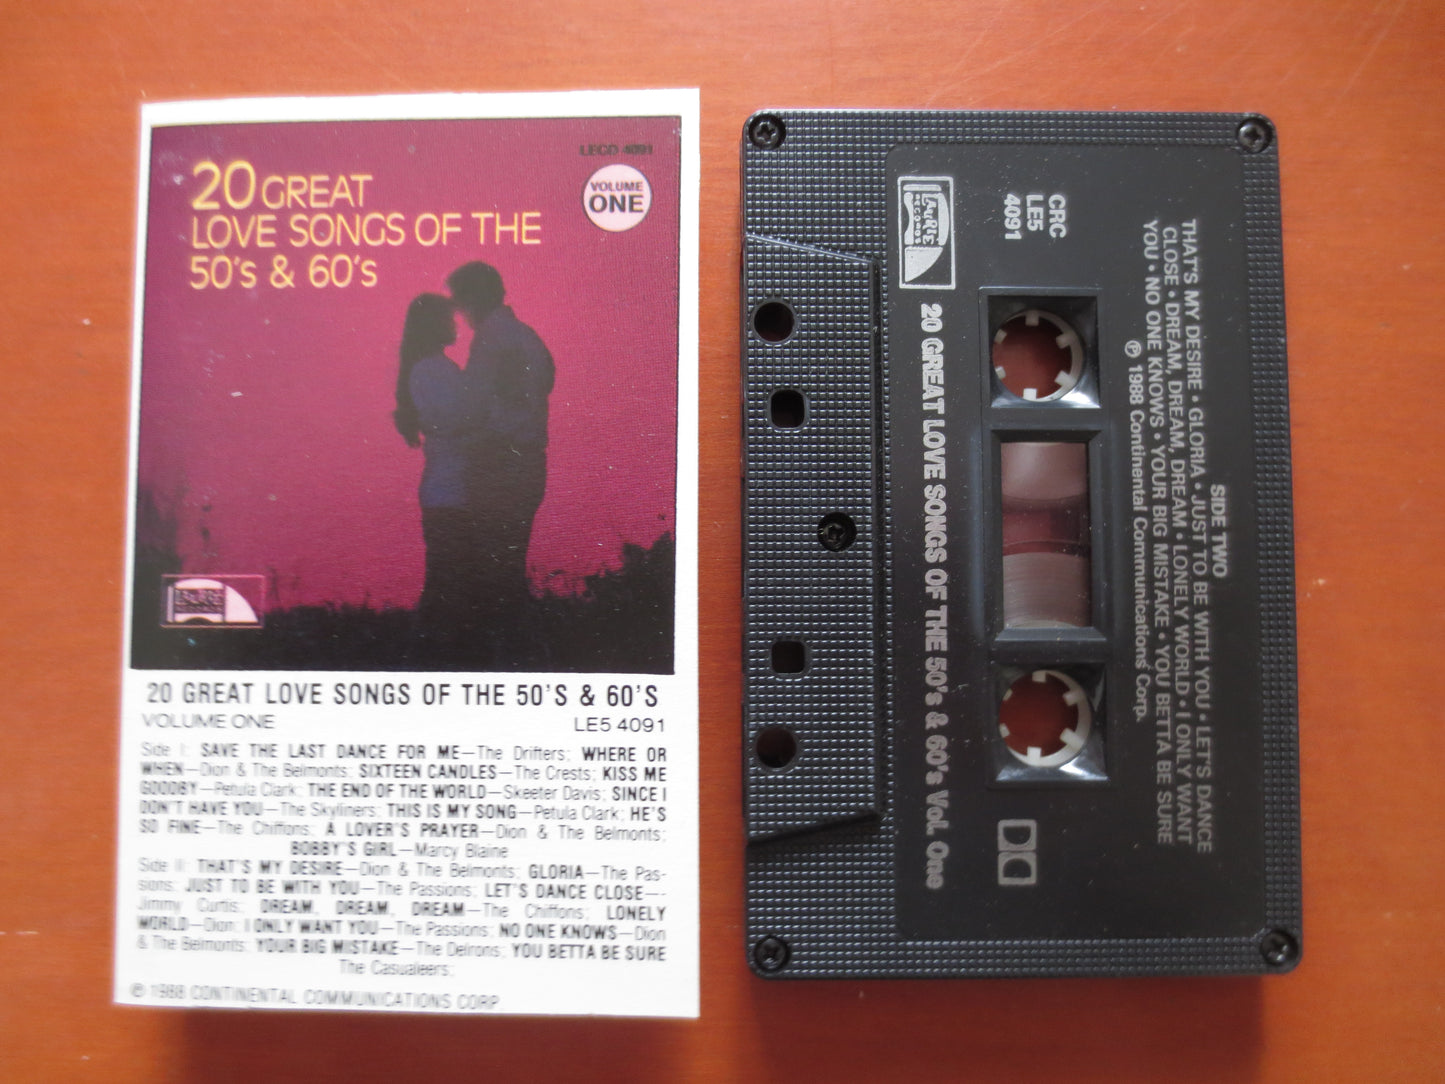 LECD 4091
VOLUME
ONE
20 GREAT
LOVE SONGS OF THE
50's & 60's
LAURIE
RECORDS
20 GREAT LOVE SONGS OF THE 50'S & 60'S
VOLUME ONE LE5 4091
Side I: SAVE THE LAST DANCE FOR ME—The Drifters; WHERE OR
WHEN—Dion & The Belmonts; SIXTEEN CANDLES—The Crests; KISS ME
GOODBY—Petula Clark; THE END OF THE WORLD—Skeeter Davis; SINCE I
DON'T HAVE YOU—The Skyliners; THIS IS MY SONG—Petula Clark; HE'S
SO FINE—The Chiffons; A LOVER'S PRAYER—Dion & The Belmonts;
BOBBY'S GIRL—Marcy Blaine
Side II: THAT'S MY DESIRE—Dion & The Belmonts; GLORIA—The Pas-
sions; JUST TO BE WITH YOU—The Passions; LET'S DANCE CLOSE—-
Jimmy Curtis; DREAM, DREAM, DREAM—The Chiffons; LONELY
WORLD—Dion; I ONLY WANT YOU—The Passions; NO ONE KNOWS—Dion
& The Belmonts; YOUR BIG MISTAKE—The Delrons; YOU BETTA BE SURE
The Casualeers;
℗ 1988 CONTINENTAL COMMUNICATIONS CORP.
LAURIE
RECORDS
CRC
LE5
4091
20 GREAT LOVE SONGS OF THE 50's & 60's Vol. One
SIDE TWO
THAT'S MY DESIRE • GLORIA • JUST TO BE WITH YOU • LET'S DANCE
CLOSE • DREAM, DREAM, DREAM • LONELY WORLD • I ONLY WANT
YOU • NO ONE KNOWS • YOUR BIG MISTAKE • YOU BETTA BE SURE
℗ 1988 Continental Communications Corp.